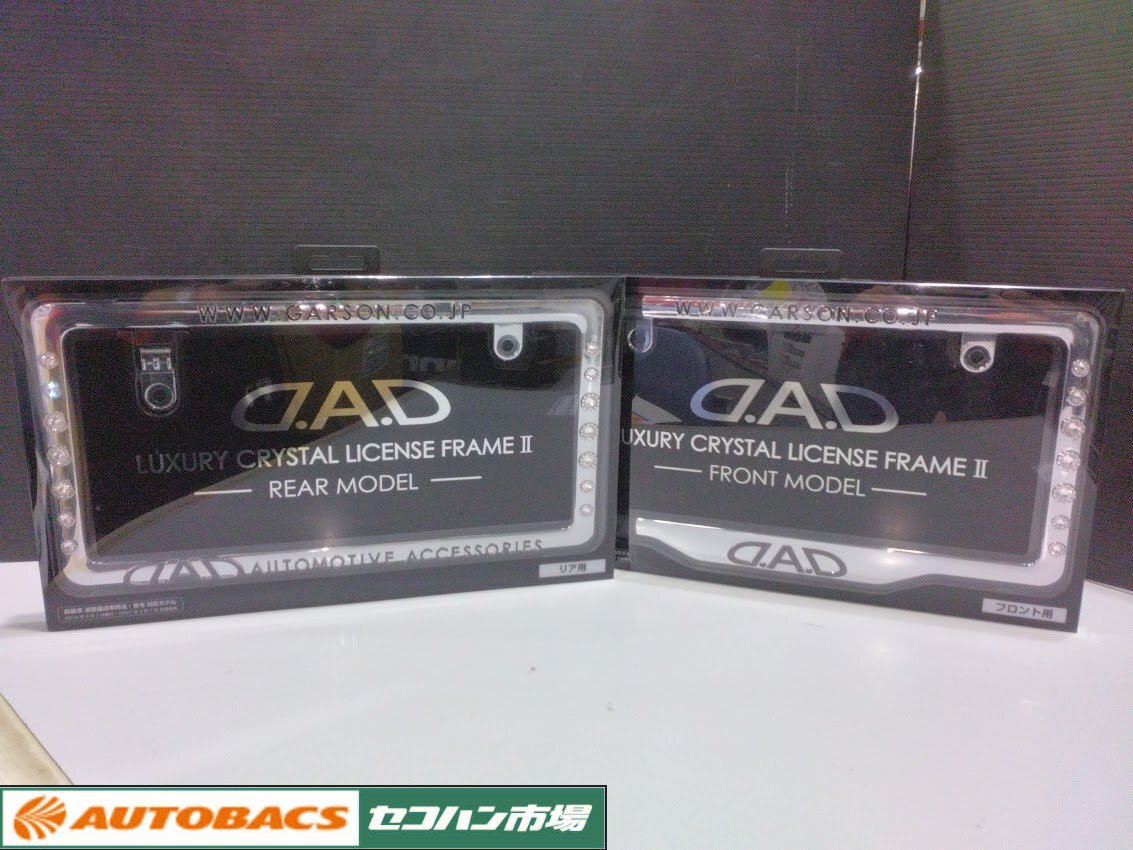 WWW.GARSON.CO.JP
D.A.D
LUXURY CRYSTAL LICENSE FRAME II
REAR MODEL
D.A.D AUTOMOTIVE ACCESSORIES
リア用
WWW.GARSON.CO.JP
D.A.D
LUXURY CRYSTAL LICENSE FRAME II
FRONT MODEL
D.A.D
フロント用
AUTOBACS セコハン市場